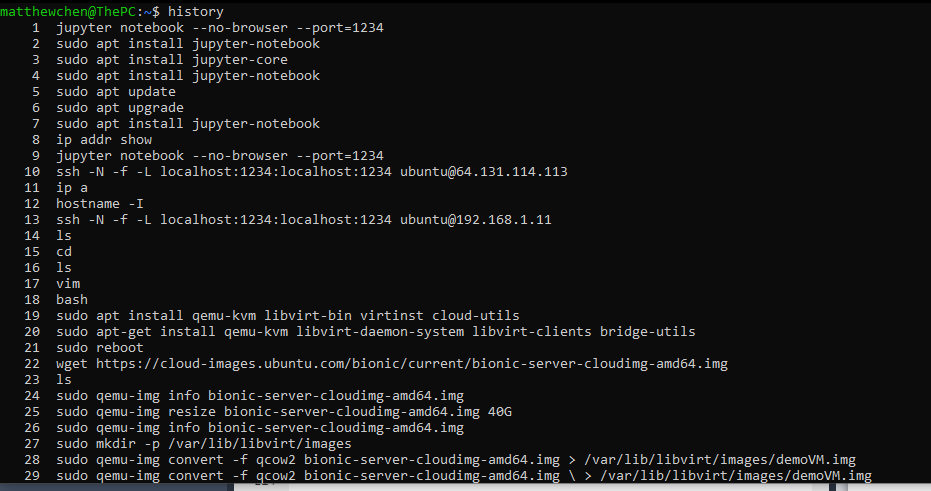 matthewchen@ThePC:~$ history
1 jupyter notebook --no-browser --port=1234
2 sudo apt install jupyter-notebook
3 sudo apt install jupyter-core
4 sudo apt install jupyter-notebook
5 sudo apt update
6 sudo apt upgrade
7 sudo apt install jupyter-notebook
8 ip addr show
9 jupyter notebook --no-browser --port=1234
10 ssh -N -f -L localhost:1234:localhost:1234 ubuntu@64.131.114.113
11 ip a
12 hostname -I
13 ssh -N -f -L localhost:1234:localhost:1234 ubuntu@192.168.1.11
14 ls
15 cd
16 ls
17 vim
18 bash
19 sudo apt install qemu-kvm libvirt-bin virtinst cloud-utils
20 sudo apt-get install qemu-kvm libvirt-daemon-system libvirt-clients bridge-utils
21 sudo reboot
22 wget https://cloud-images.ubuntu.com/bionic/current/bionic-server-cloudimg-amd64.img
23 ls
24 sudo qemu-img info bionic-server-cloudimg-amd64.img
25 sudo qemu-img resize bionic-server-cloudimg-amd64.img 40G
26 sudo qemu-img info bionic-server-cloudimg-amd64.img
27 sudo mkdir -p /var/lib/libvirt/images
28 sudo qemu-img convert -f qcow2 bionic-server-cloudimg-amd64.img > /var/lib/libvirt/images/demoVM.img
29 sudo qemu-img convert -f qcow2 bionic-server-cloudimg-amd64.img \ > /var/lib/libvirt/images/demoVM.img